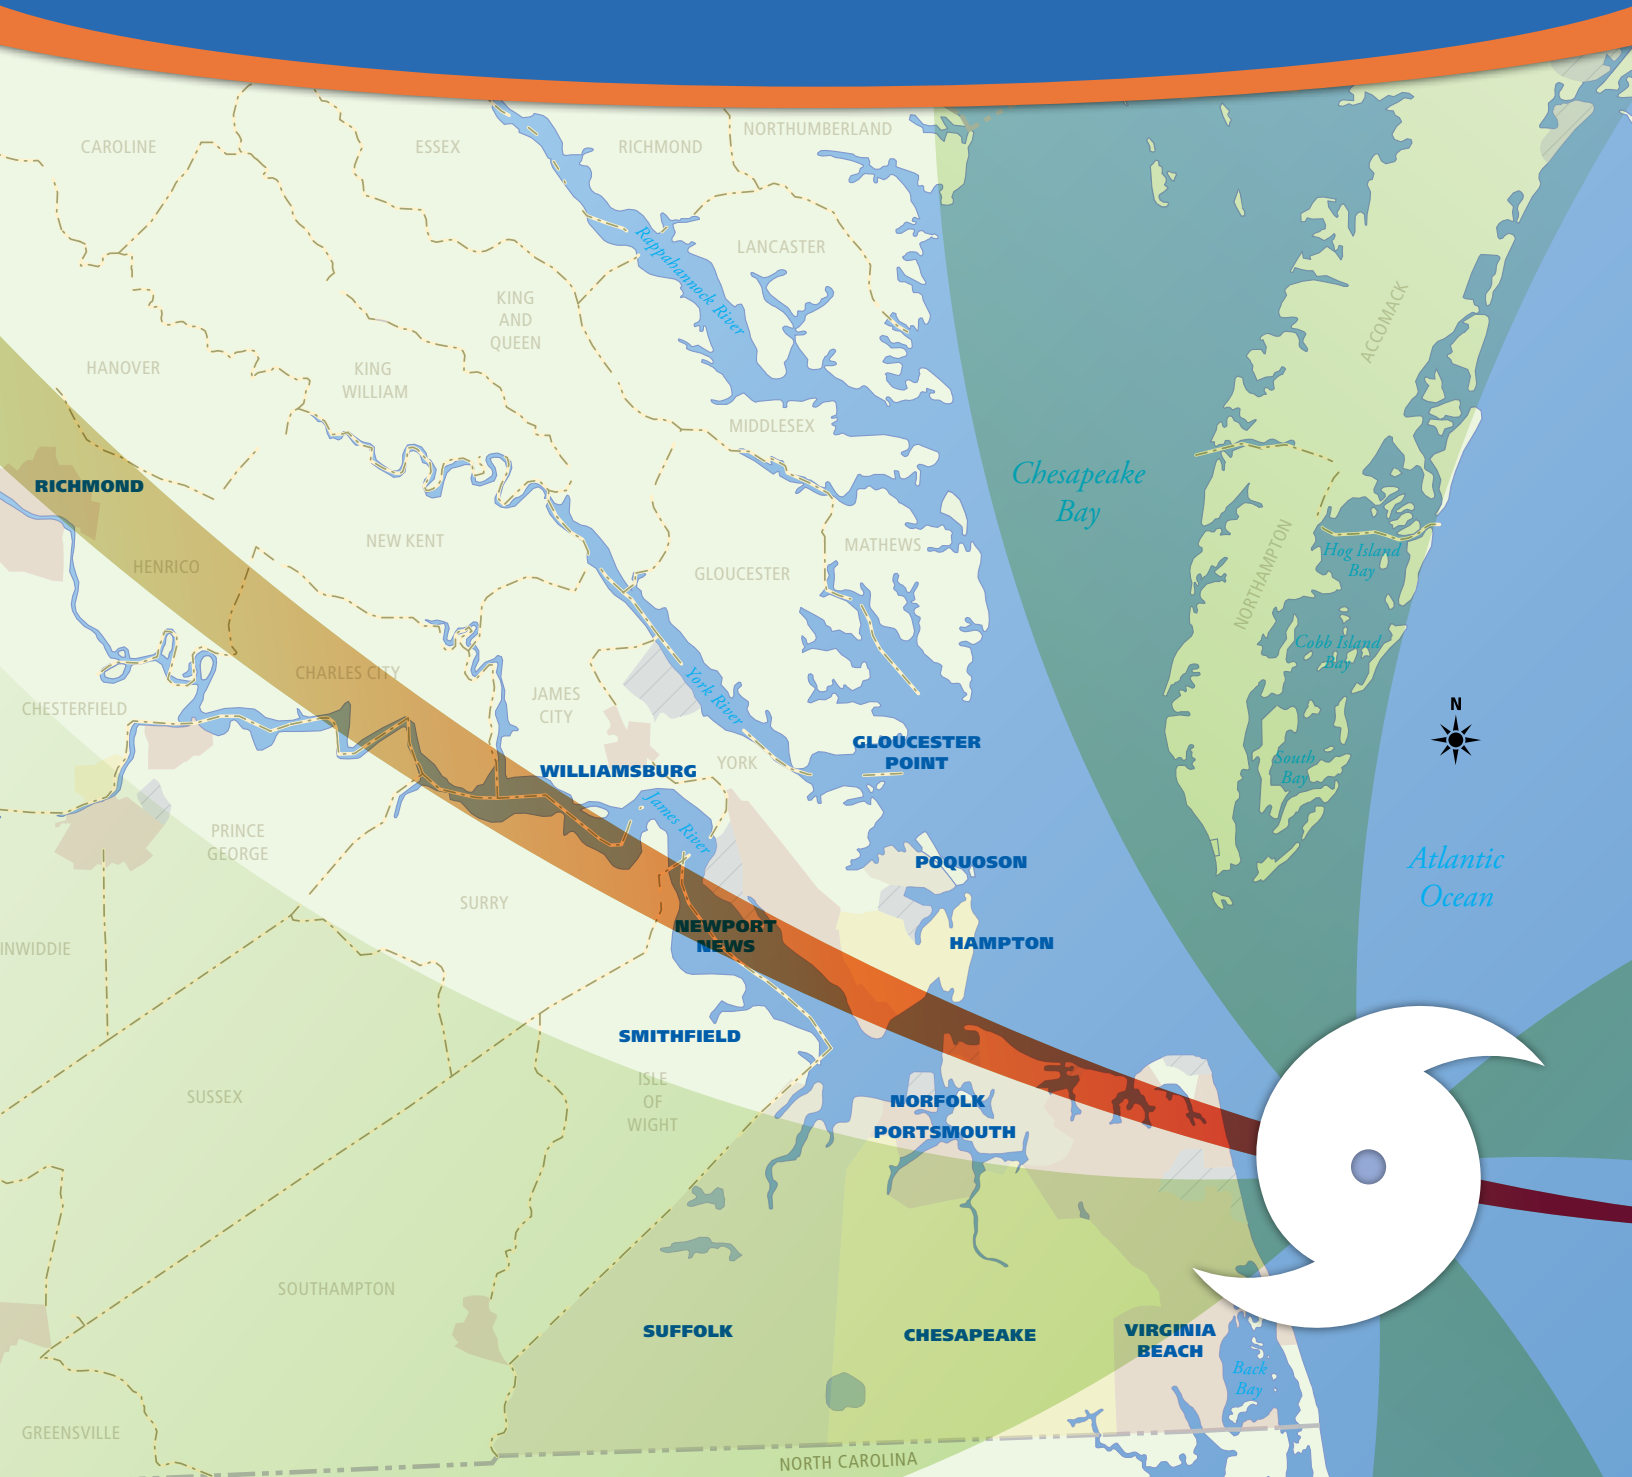 NORTHUMBERLAND
CAROLINE
ESSEX
RICHMOND
LANCASTER
Rappahannock River
KING
AND
QUEEN
ACCOMACK
HANOVER
KING
WILLIAM
MIDDLESEX
Chesapeake
Bay
RICHMOND
NEW KENT
MATHEWS
Hog Island
Bay
HENRICO
GLOUCESTER
NORTHAMPTON
Cobb Island
Bay
CHARLES CITY
CHESTERFIELD
JAMES
CITY
York River
N
GLOUCESTER
POINT
WILLIAMSBURG
YORK
South
Bay
James River
PRINCE
GEORGE
POQUOSON
Atlantic
Ocean
SURRY
NEWPORT
NEWS
HAMPTON
INWIDDIE
SMITHFIELD
ISLE
OF
WIGHT
SUSSEX
NORFOLK
PORTSMOUTH
SOUTHAMPTON
SUFFOLK
CHESAPEAKE
VIRGINIA
BEACH
Back
Bay
GREENSVILLE
NORTH CAROLINA